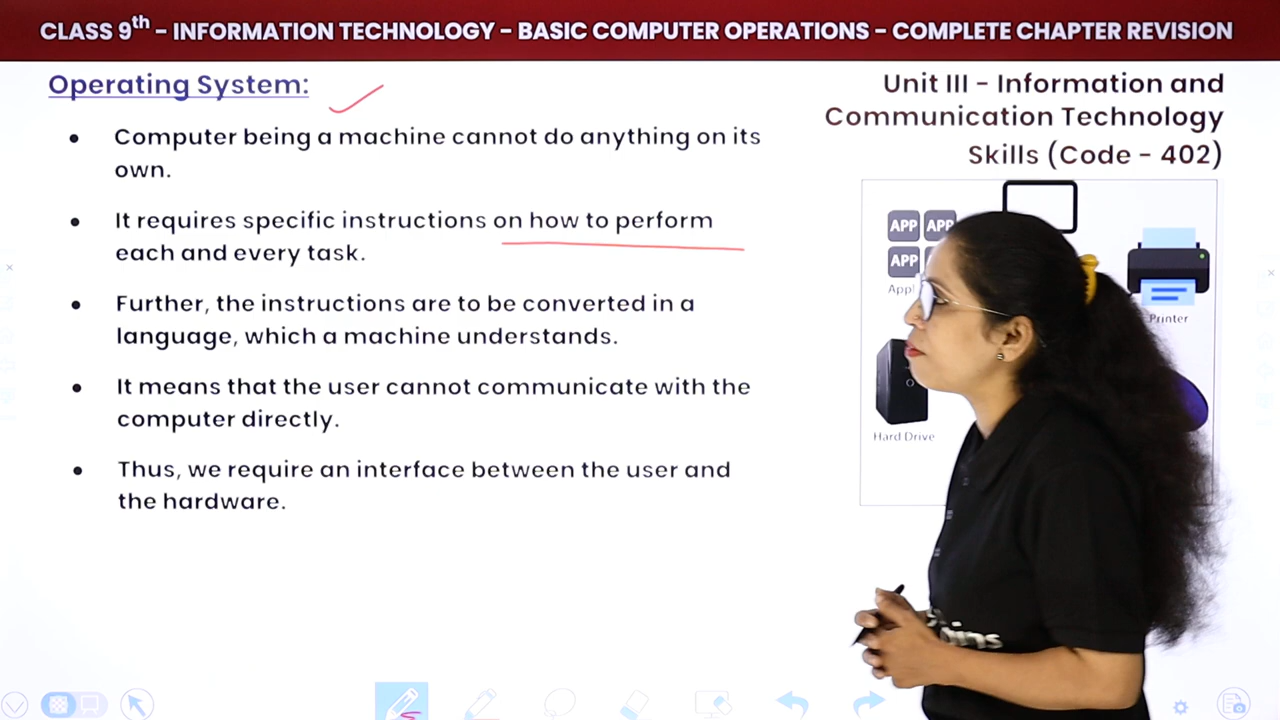 CLASS 9th – INFORMATION TECHNOLOGY – BASIC COMPUTER OPERATIONS – COMPLETE CHAPTER REVISION
Operating System:
• Computer being a machine cannot do anything on its
own.
• It requires specific instructions on how to perform
each and every task.
• Further, the instructions are to be converted in a
language, which a machine understands.
• It means that the user cannot communicate with the
computer directly.
• Thus, we require an interface between the user and
the hardware.
Unit III – Information and
Communication Technology
Skills (Code – 402)
APP APP
APP
Printer
Hard Drive